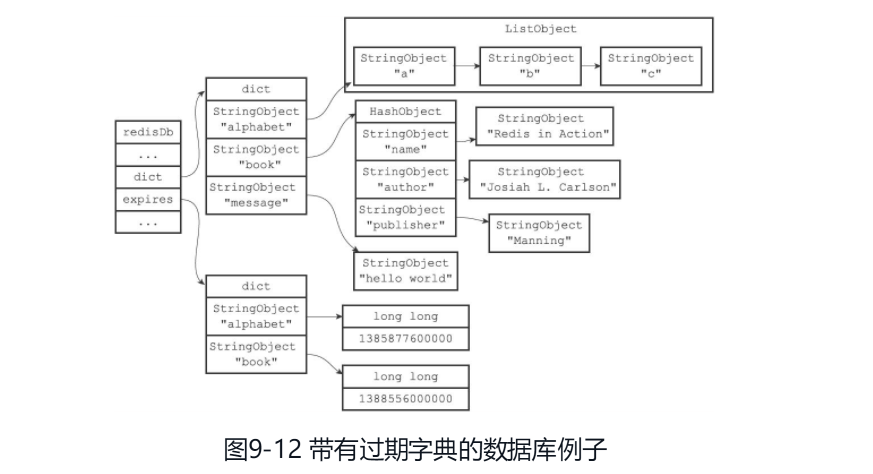 ListObject
StringObject
"a"
StringObject
"b"
StringObject
"c"
redisDb
...
dict
expires
...
dict
StringObject
"alphabet"
StringObject
"book"
StringObject
"message"
HashObject
StringObject
"name"
StringObject
"author"
StringObject
"publisher"
StringObject
"Redis in Action"
StringObject
"Josiah L. Carlson"
StringObject
"Manning"
StringObject
"hello world"
dict
StringObject
"alphabet"
StringObject
"book"
long long
1385877600000
long long
1388556000000
图9-12 带有过期字典的数据库例子